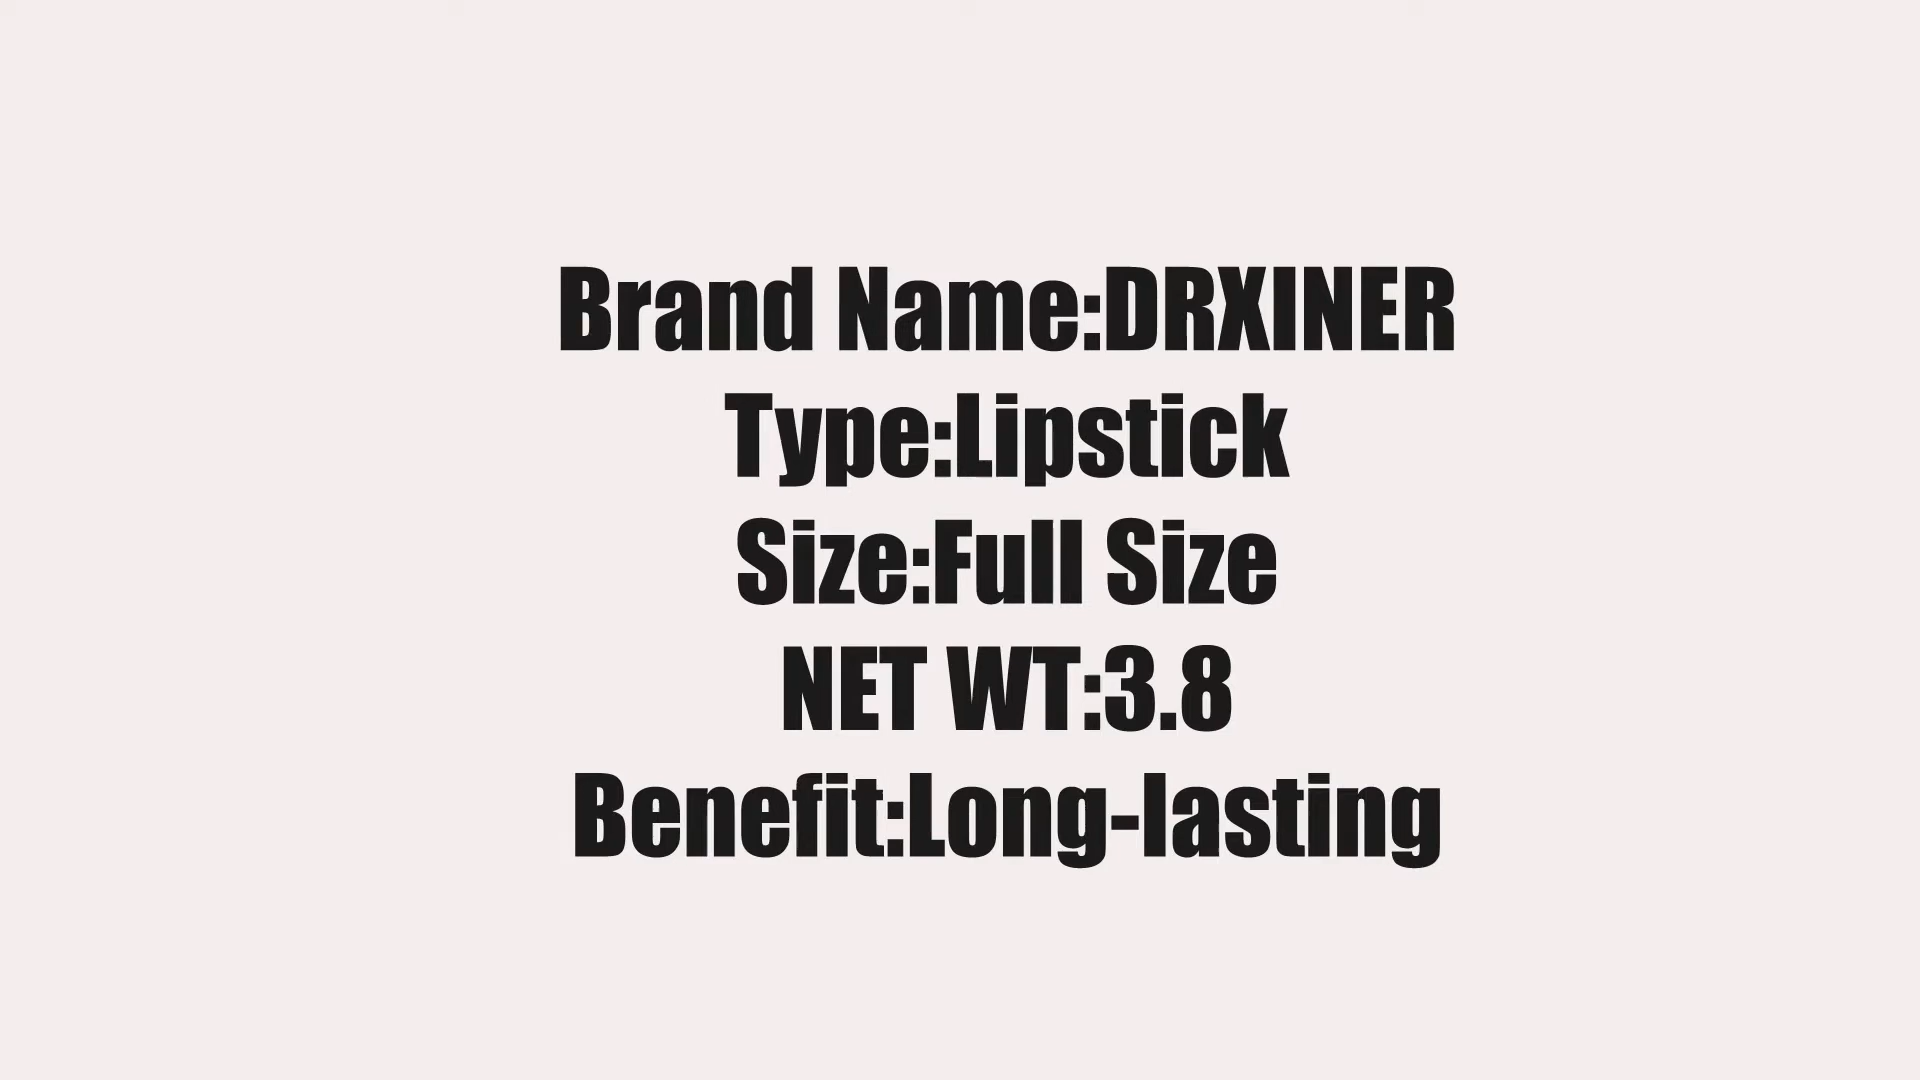 Brand Name:DRXINER
Type:Lipstick
Size:Full Size
NET WT:3.8
Benefit:Long-lasting